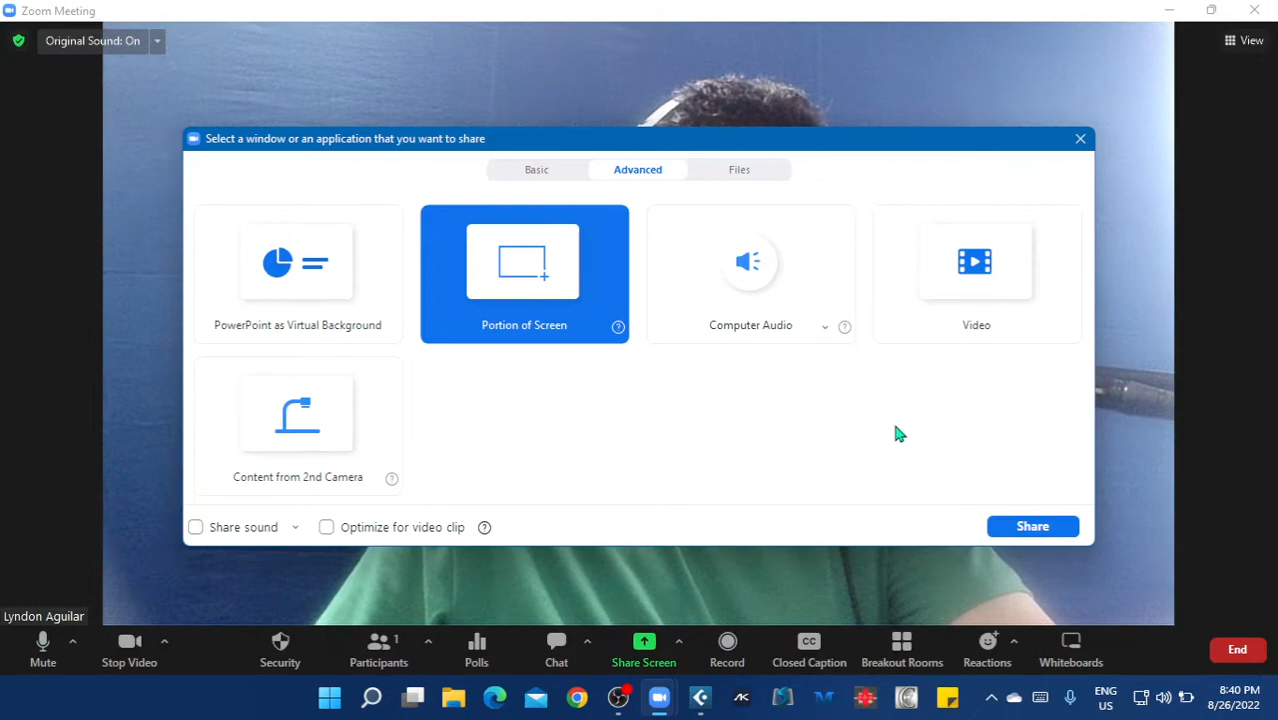 Zoom Meeting
Original Sound: On
View
Select a window or an application that you want to share
Basic
Advanced
Files
PowerPoint as Virtual Background
Portion of Screen
Computer Audio
Video
Content from 2nd Camera
Share sound
Optimize for video clip
Share
Lyndon Aguilar
Mute
Stop Video
Security
Participants
1
Polls
Chat
Share Screen
Record
CC
Closed Caption
Breakout Rooms
Reactions
Whiteboards
End
AK
ENG
US
8:40 PM
8/26/2022